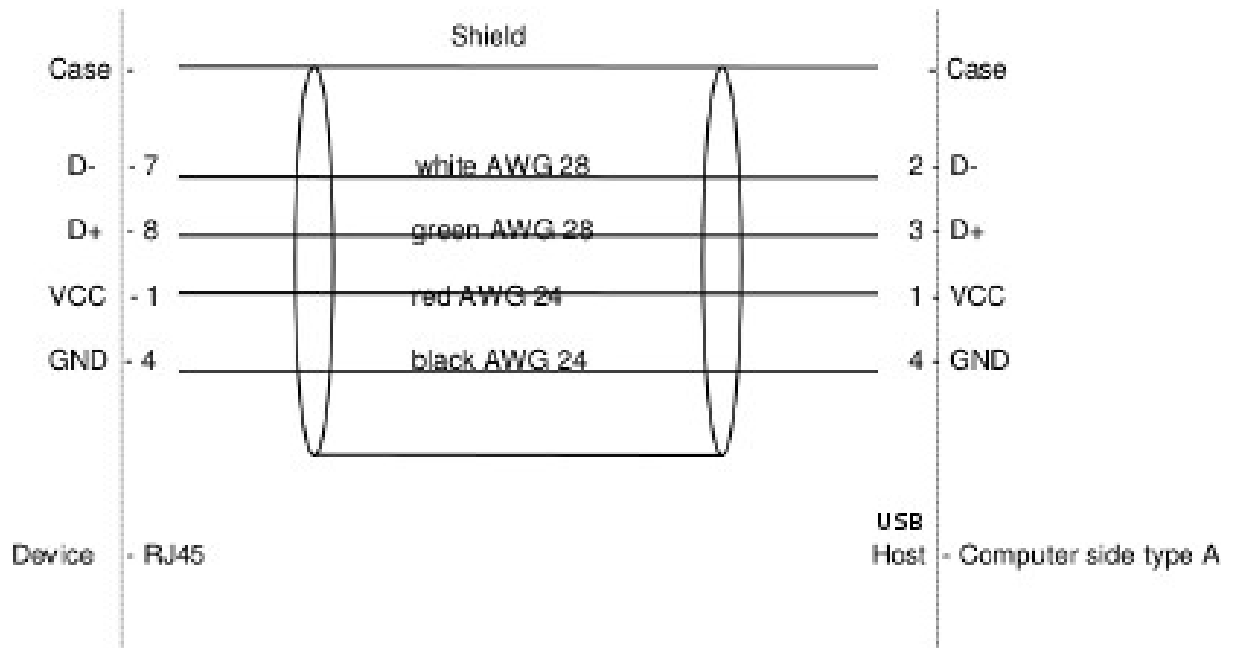 Shield
Case - - Case
D- - 7 white AWG 28 2 - D-
D+ - 8 green AWG 28 3 - D+
VCC - 1 red AWG 24 1 - VCC
GND - 4 black AWG 24 4 - GND
USB
Device - RJ45 Host - Computer side type A